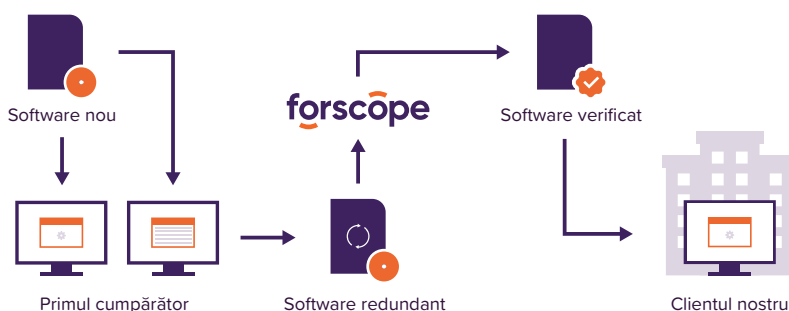 Software nou
forscope
Software verificat
Primul cumpărător
Software redundant
Clientul nostru